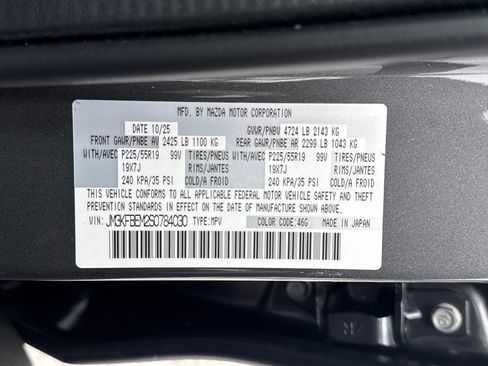 MFD. BY MAZDA MOTOR CORPORATION
DATE 10/25 GVWR/PNBV 4724 LB 2143 KG
FRONT GAWR/PNBE AV 2425 LB 1100 KG REAR GAWR/PNBE AR 2299 LB 1043 KG
WITH/AVEC P225/55R19 99V TIRES/PNEUS WITH/AVEC P225/55R19 99V TIRES/PNEUS
19X7J RIMS/JANTES 19X7J RIMS/JANTES
240 KPA/35 PSI COLD/A FROID 240 KPA/35 PSI COLD/A FROID
THIS VEHICLE CONFORMS TO ALL APPLICABLE FEDERAL MOTOR VEHICLE SAFETY AND
THEFT PREVENTION STANDARDS IN EFFECT ON THE DATE OF MANUFACTURE SHOWN ABOVE.
VIN: JM3KFBEM2S0784030 TYPE: MPV COLOR CODE: 46G MADE IN JAPAN